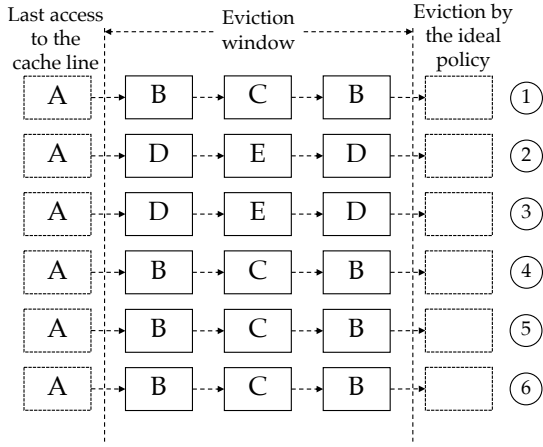 Last access
to the
cache line
Eviction
window
Eviction by
the ideal
policy
A B C B 1
A D E D 2
A D E D 3
A B C B 4
A B C B 5
A B C B 6